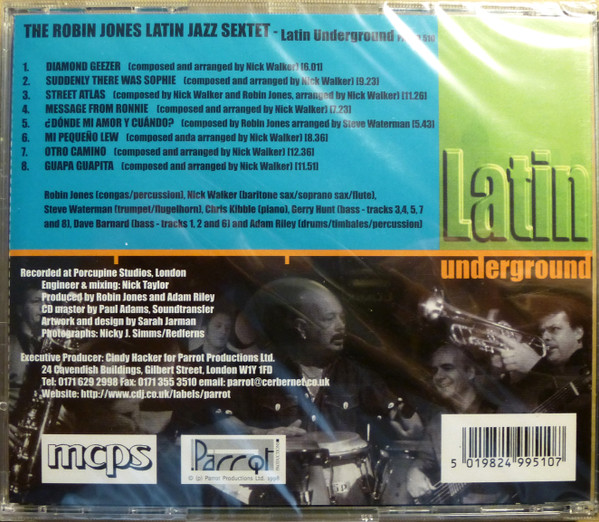 THE ROBIN JONES LATIN JAZZ SEXTET - Latin Underground 510
1. DIAMOND GEEZER (composed and arranged by Nick Walker) [6.01]
2. SUDDENLY THERE WAS SOPHIE (composed and arranged by Nick Walker) [9.23]
3. STREET ATLAS (composed by Nick Walker and Robin Jones, arranged by Nick Walker) [11.26]
4. MESSAGE FROM RONNIE (composed and arranged by Nick Walker) [7.23]
5 ¿DÓNDE MI AMOR Y CUÁNDO? (composed by Robin Jones arranged by Steve Waterman [5.43]
6. MI PEQUEÑO LEW (composed anda arranged by Nick Walker) [8.36]
7. OTRO CAMINO (composed and arranged by Nick Walker) [12.36]
8. GUAPA GUAPITA (composed and arranged by Nick Walker) [11.51]
Robin Jones (congas/percussion), Nick Walker (baritone sax/soprano sax/flute),
Steve Waterman (trumpet/flugelhorn), Chris Kibble (piano), Gerry Hunt (bass - tracks 3,4, 5, 7
and 8), Dave Barnard (bass - tracks 1, 2 and 6) and Adam Riley (drums/timbales/percussion)
Latin
underground
Recorded at Porcupine Studios, London
Engineer & mixing: Nick Taylor
Produced by Robin Jones and Adam Riley
CD master by Paul Adams, Soundtransfer
Artwork and design by Sarah Jarman
Photographs: Nicky J. Simms/Redferns
Executive Producer: Cindy Hacker for Parrot Productions Ltd.
24 Cavendish Buildings, Gilbert Street, London W1Y 1FD
Tel: 0171 629 2998 Fax: 0171 355 3510 email: parrot@cerbernet.co.uk
Website: http://www.cdj.co.uk/labels/parrot
mcps
Parrot
PRODUCTIONS
© (p) Parrot Productions Ltd. 1998
5 019824 995107